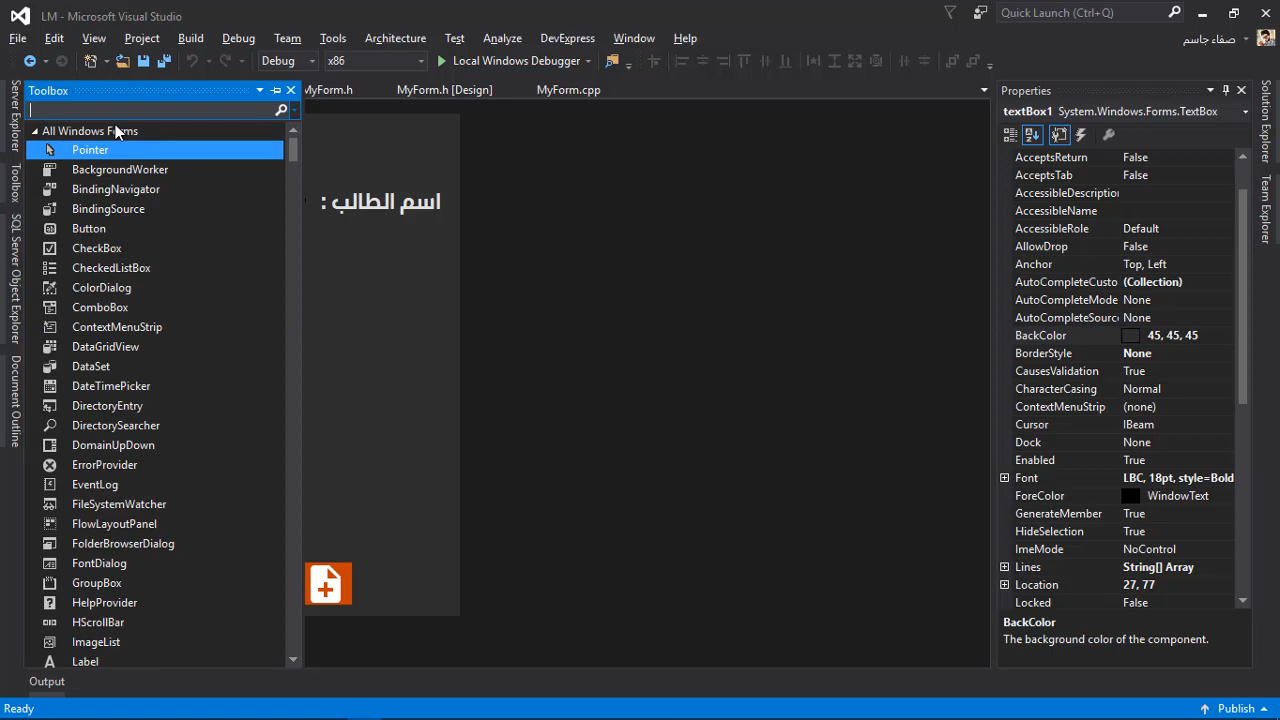 LM - Microsoft Visual Studio
Quick Launch (Ctrl+Q)
File Edit View Project Build Debug Team Tools Architecture Test Analyze DevExpress Window Help
صفاء جاسم
Debug x86 Local Windows Debugger
Server Explorer
Toolbox
SQL Server Object Explorer
Document Outline
Toolbox
All Windows Forms
Pointer
BackgroundWorker
BindingNavigator
BindingSource
Button
CheckBox
CheckedListBox
ColorDialog
ComboBox
ContextMenuStrip
DataGridView
DataSet
DateTimePicker
DirectoryEntry
DirectorySearcher
DomainUpDown
ErrorProvider
EventLog
FileSystemWatcher
FlowLayoutPanel
FolderBrowserDialog
FontDialog
GroupBox
HelpProvider
HScrollBar
ImageList
Label
MyForm.h MyForm.h [Design] MyForm.cpp
اسم الطالب :
Properties
textBox1 System.Windows.Forms.TextBox
AcceptsReturn False
AcceptsTab False
AccessibleDescription
AccessibleName
AccessibleRole Default
AllowDrop False
Anchor Top, Left
AutoCompleteCusto (Collection)
AutoCompleteMode None
AutoCompleteSource None
BackColor 45, 45, 45
BorderStyle None
CausesValidation True
CharacterCasing Normal
ContextMenuStrip (none)
Cursor IBeam
Dock None
Enabled True
Font LBC, 18pt, style=Bold
ForeColor WindowText
GenerateMember True
HideSelection True
ImeMode NoControl
Lines String[] Array
Location 27, 77
Locked False
BackColor
The background color of the component.
Solution Explorer
Team Explorer
Output
Ready
Publish